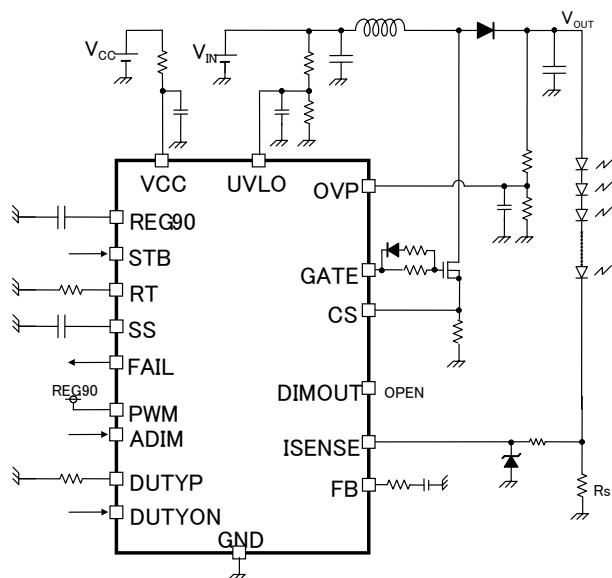 VCC
VIN
VOUT
VCC
UVLO
OVP
REG90
STB
GATE
RT
CS
SS
FAIL
REG90
DIMOUT
OPEN
PWM
ADIM
ISENSE
DUTYP
FB
Rs
DUTYON
GND